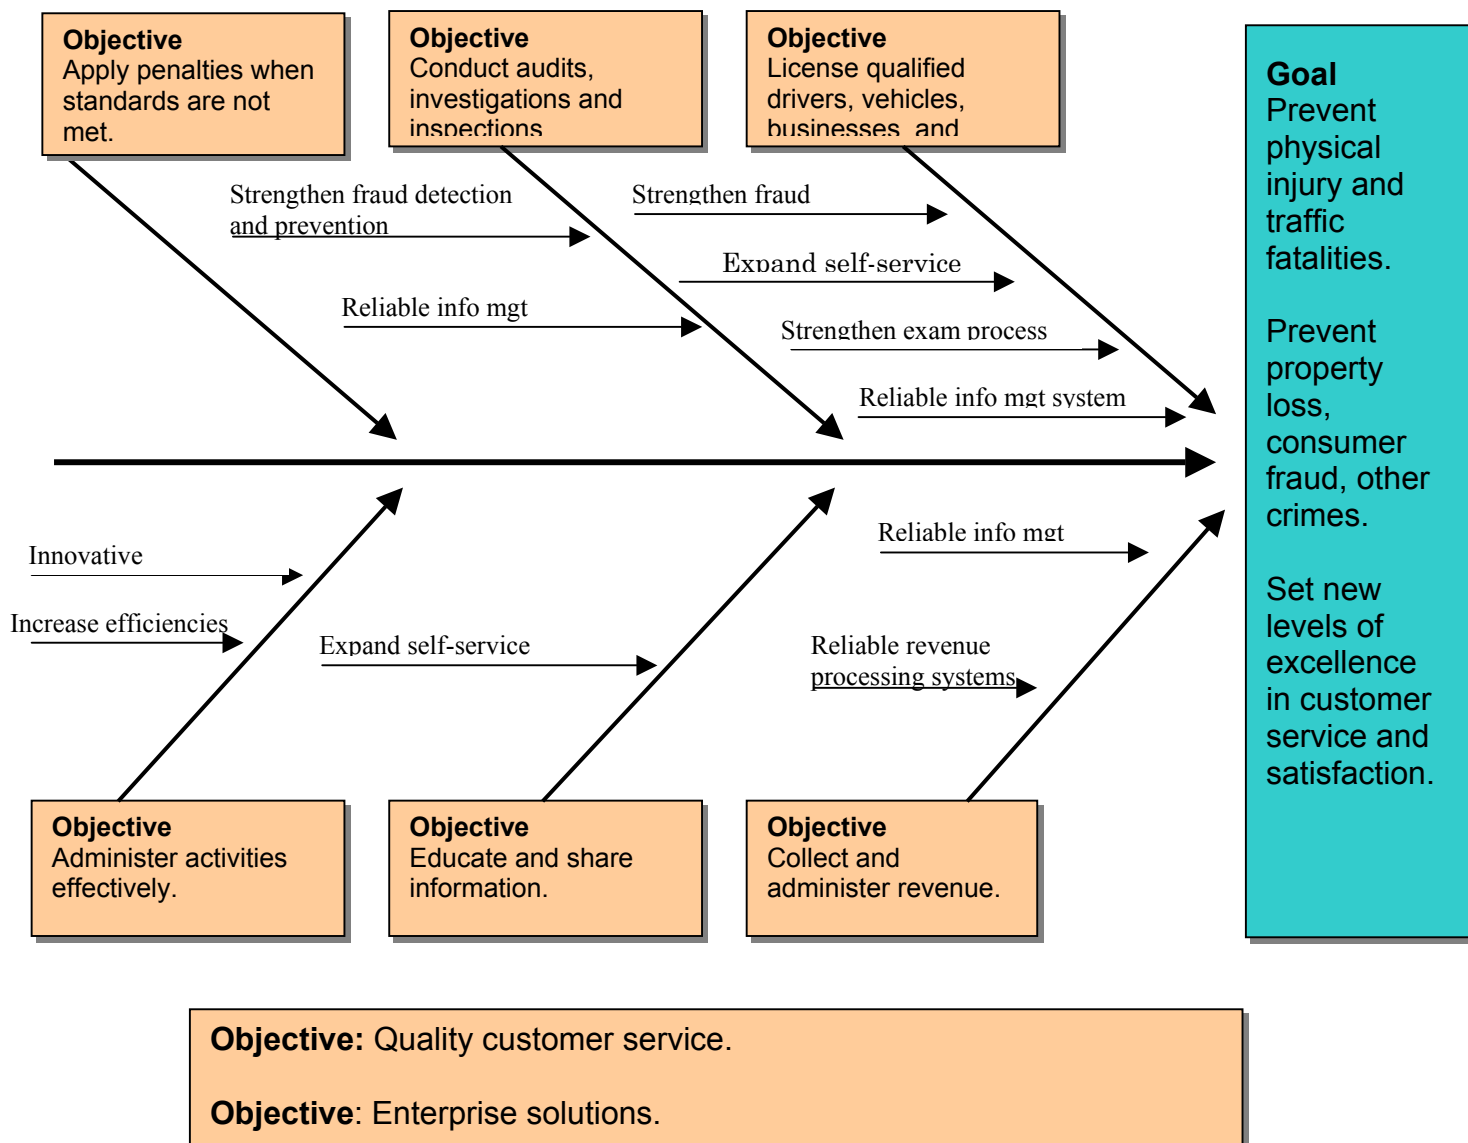 Objective
Apply penalties when
standards are not
met.
Objective
Conduct audits,
investigations and
inspections
Objective
License qualified
drivers, vehicles,
businesses and
Goal
Prevent
physical
injury and
traffic
fatalities.
Prevent
property
loss,
consumer
fraud, other
crimes.
Set new
levels of
excellence
in customer
service and
satisfaction.
Strengthen fraud detection
and prevention
Reliable info mgt
Strengthen fraud
Expand self-service
Strengthen exam process
Reliable info mgt system
Innovative
Increase efficiencies
Expand self-service
Reliable info mgt
Reliable revenue
processing systems
Objective
Administer activities
effectively.
Objective
Educate and share
information.
Objective
Collect and
administer revenue.
Objective: Quality customer service.
Objective: Enterprise solutions.